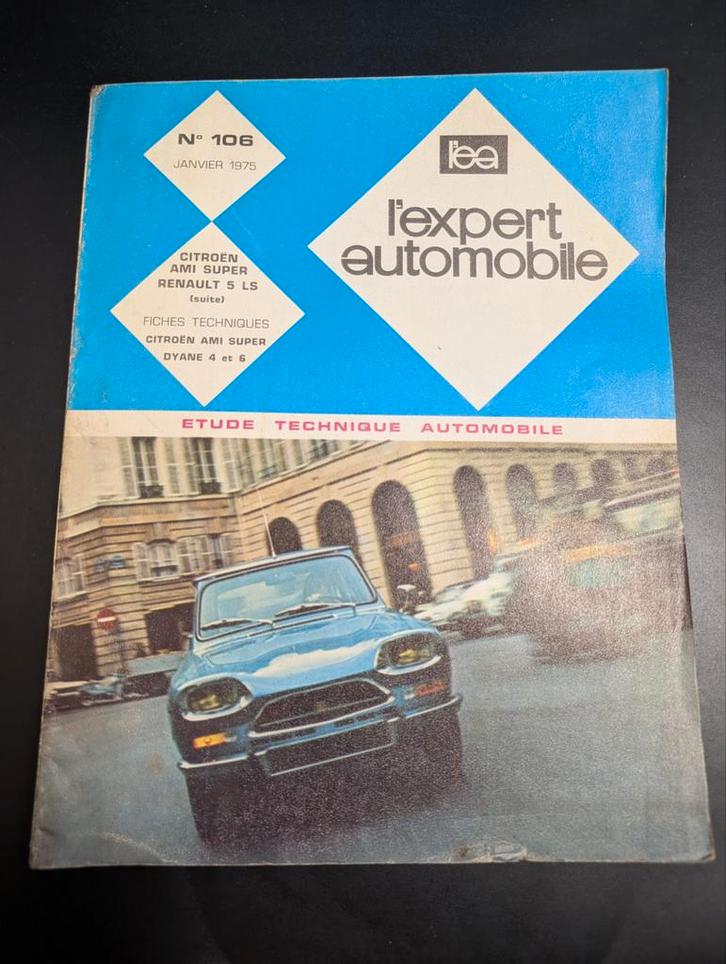 N° 106
JANVIER 1975
CITROËN
AMI SUPER
RENAULT 5 LS
(suite)
FICHES TECHNIQUES
CITROËN AMI SUPER
DYANE 4 et 6
l'ea
l'expert
automobile
ETUDE TECHNIQUE AUTOMOBILE